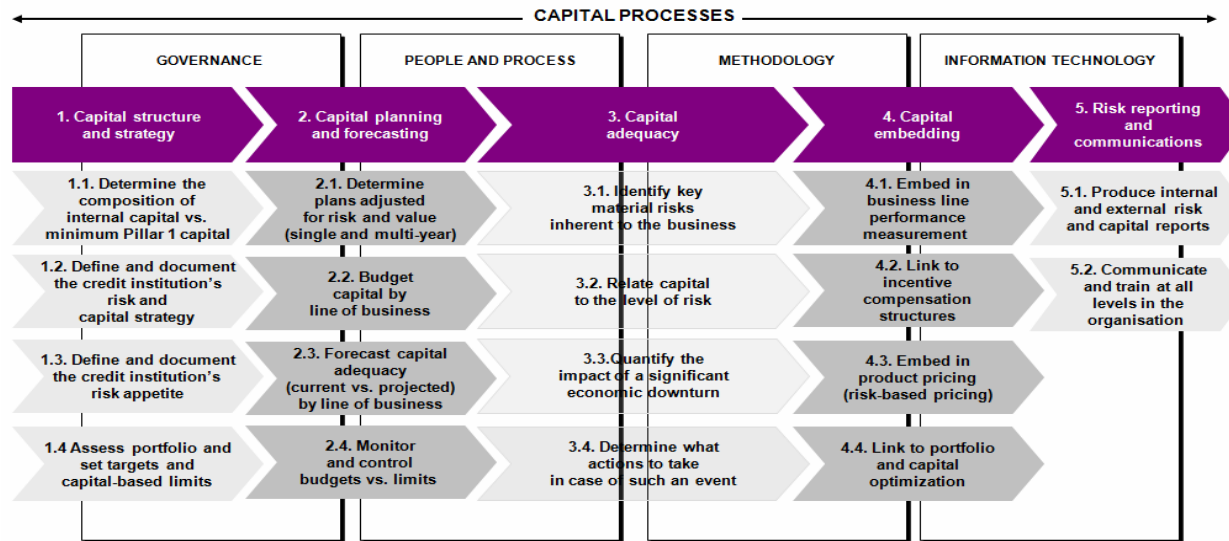 CAPITAL PROCESSES
GOVERNANCE
PEOPLE AND PROCESS
METHODOLOGY
INFORMATION TECHNOLOGY
1. Capital structure
and strategy
2. Capital planning
and forecasting
3. Capital
adequacy
4. Capital
embedding
5. Risk reporting
and
communications
1.1. Determine the
composition of
internal capital vs.
minimum Pillar 1 capital
2.1. Determine
plans adjusted
for risk and value
(single and multi-year)
3.1. Identify key
material risks
inherent to the business
4.1. Embed in
business line
performance
measurement
5.1. Produce internal
and external risk
and capital reports
1.2. Define and document
the credit institution's
risk and
capital strategy
2.2. Budget
capital by
line of business
3.2. Relate capital
to the level of risk
4.2. Link to
incentive
compensation
structures
5.2. Communicate
and train at all
levels in the
organisation
1.3. Define and document
the credit institution's
risk appetite
2.3. Forecast capital
adequacy
(current vs. projected)
by line of business
3.3.Quantify the
impact of a significant
economic downturn
4.3. Embed in
product pricing
(risk-based pricing)
1.4 Assess portfolio and
set targets and
capital-based limits
2.4. Monitor
and control
budgets vs. limits
3.4. Determine what
actions to take
in case of such an event
4.4. Link to portfolio
and capital
optimization